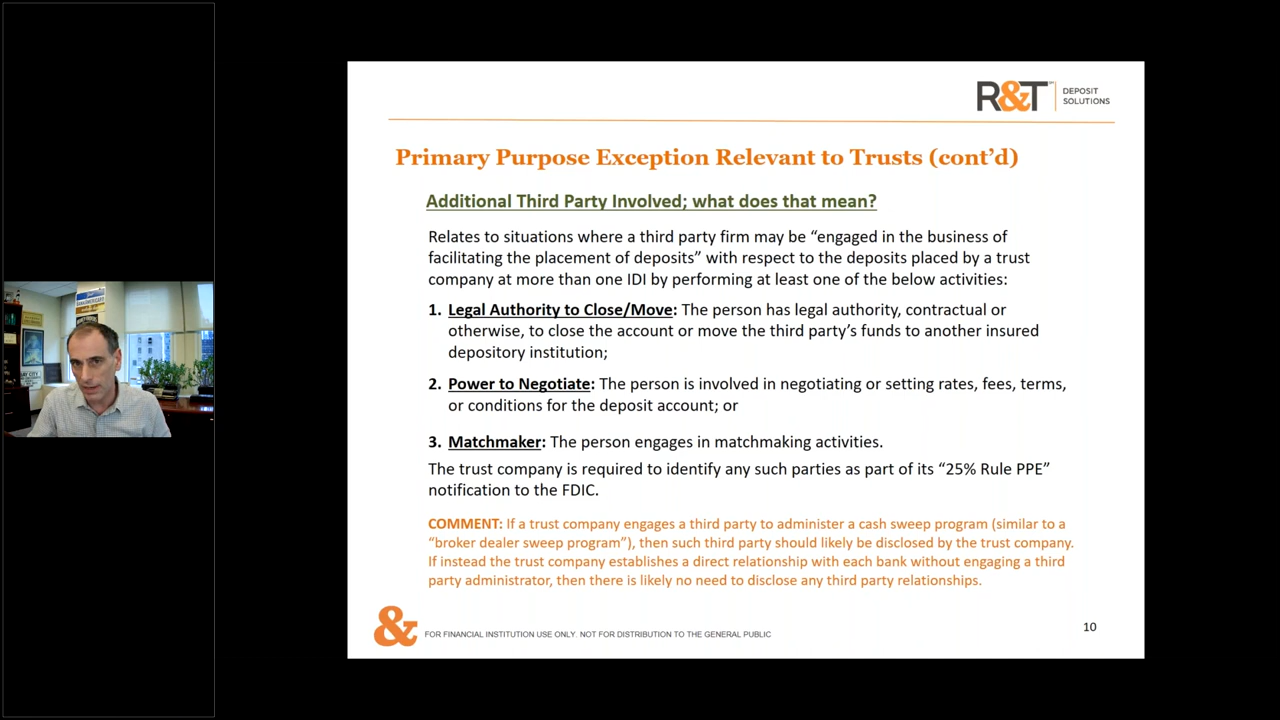 R&T DEPOSIT
SOLUTIONS
Primary Purpose Exception Relevant to Trusts (cont’d)
Additional Third Party Involved; what does that mean?
Relates to situations where a third party firm may be “engaged in the business of
facilitating the placement of deposits” with respect to the deposits placed by a trust
company at more than one IDI by performing at least one of the below activities:
1. Legal Authority to Close/Move: The person has legal authority, contractual or
otherwise, to close the account or move the third party’s funds to another insured
depository institution;
2. Power to Negotiate: The person is involved in negotiating or setting rates, fees, terms,
or conditions for the deposit account; or
3. Matchmaker: The person engages in matchmaking activities.
The trust company is required to identify any such parties as part of its “25% Rule PPE”
notification to the FDIC.
COMMENT: If a trust company engages a third party to administer a cash sweep program (similar to a
“broker dealer sweep program”), then such third party should likely be disclosed by the trust company.
If instead the trust company establishes a direct relationship with each bank without engaging a third
party administrator, then there is likely no need to disclose any third party relationships.
& FOR FINANCIAL INSTITUTION USE ONLY. NOT FOR DISTRIBUTION TO THE GENERAL PUBLIC
10